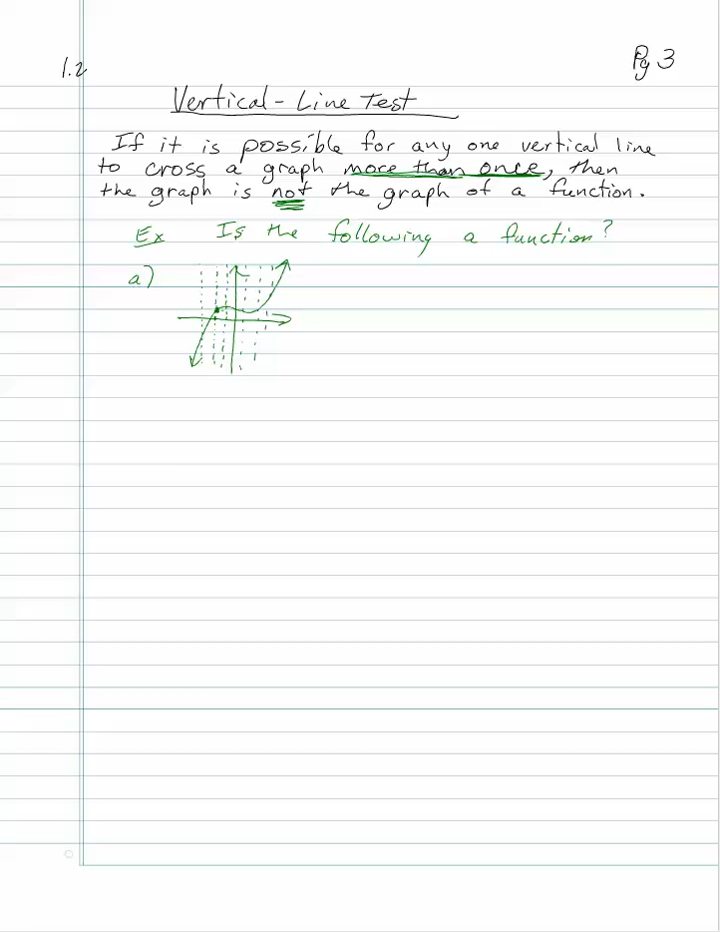 1.2
Pg 3
Vertical - Line Test
If it is possible for any one vertical line
to cross a graph more than once, then
the graph is not the graph of a function.
Ex Is the following a function?
a)